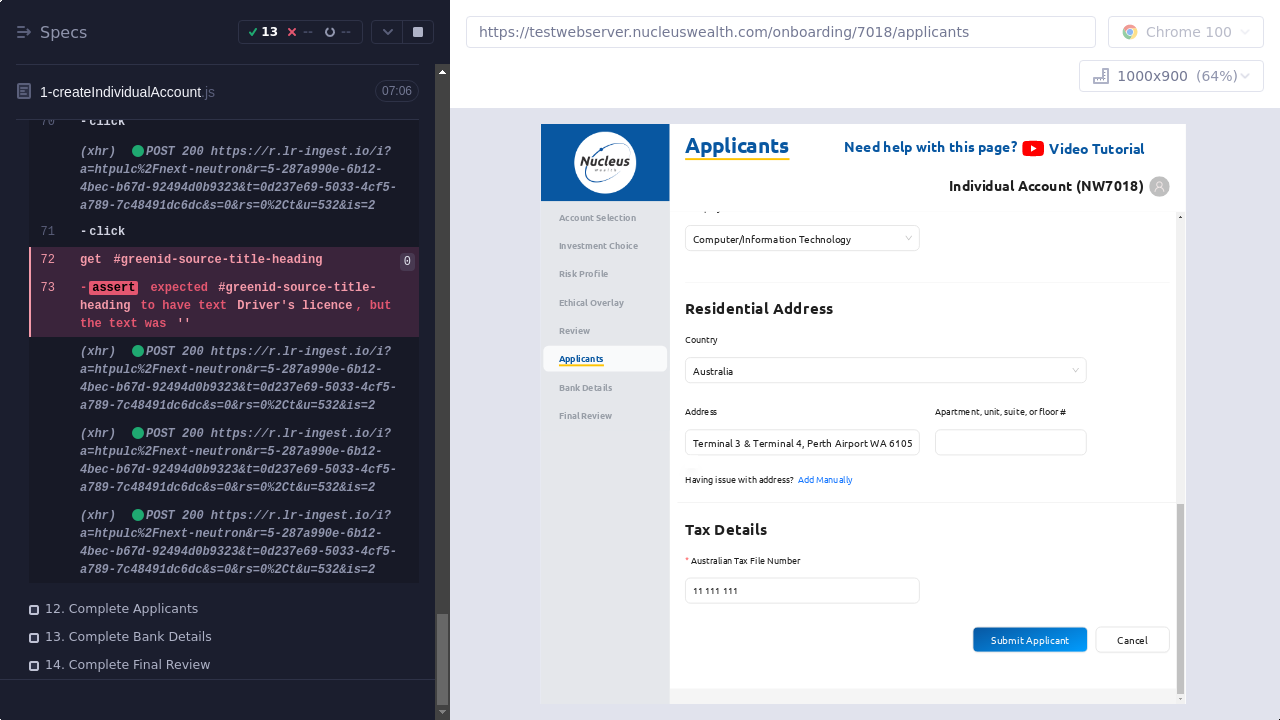 Specs
13 -- --
1-createIndividualAccount.js 07:06
70 -click
(xhr) POST 200 https://r.lr-ingest.io/i?
a=htpulc%2Fnext-neutron&r=5-287a990e-6b12-
4bec-b67d-92494d0b9323&t=0d237e69-5033-4cf5-
a789-7c48491dc6dc&s=0&rs=0%2Ct&u=532&is=2
71 -click
72 get #greenid-source-title-heading 0
73 -assert expected #greenid-source-title-
heading to have text Driver's licence, but
the text was ''
(xhr) POST 200 https://r.lr-ingest.io/i?
a=htpulc%2Fnext-neutron&r=5-287a990e-6b12-
4bec-b67d-92494d0b9323&t=0d237e69-5033-4cf5-
a789-7c48491dc6dc&s=0&rs=0%2Ct&u=532&is=2
(xhr) POST 200 https://r.lr-ingest.io/i?
a=htpulc%2Fnext-neutron&r=5-287a990e-6b12-
4bec-b67d-92494d0b9323&t=0d237e69-5033-4cf5-
a789-7c48491dc6dc&s=0&rs=0%2Ct&u=532&is=2
(xhr) POST 200 https://r.lr-ingest.io/i?
a=htpulc%2Fnext-neutron&r=5-287a990e-6b12-
4bec-b67d-92494d0b9323&t=0d237e69-5033-4cf5-
a789-7c48491dc6dc&s=0&rs=0%2Ct&u=532&is=2
12. Complete Applicants
13. Complete Bank Details
14. Complete Final Review
https://testwebserver.nucleuswealth.com/onboarding/7018/applicants
Chrome 100
1000x900 (64%)
Nucleus
Wealth
Account Selection
Investment Choice
Risk Profile
Ethical Overlay
Review
Applicants
Bank Details
Final Review
Applicants
Need help with this page? Video Tutorial
Individual Account (NW7018)
Computer/Information Technology
Residential Address
Country
Australia
Address Apartment, unit, suite, or floor #
Terminal 3 & Terminal 4, Perth Airport WA 6105
Having issue with address? Add Manually
Tax Details
* Australian Tax File Number
11 111 111
Submit Applicant Cancel